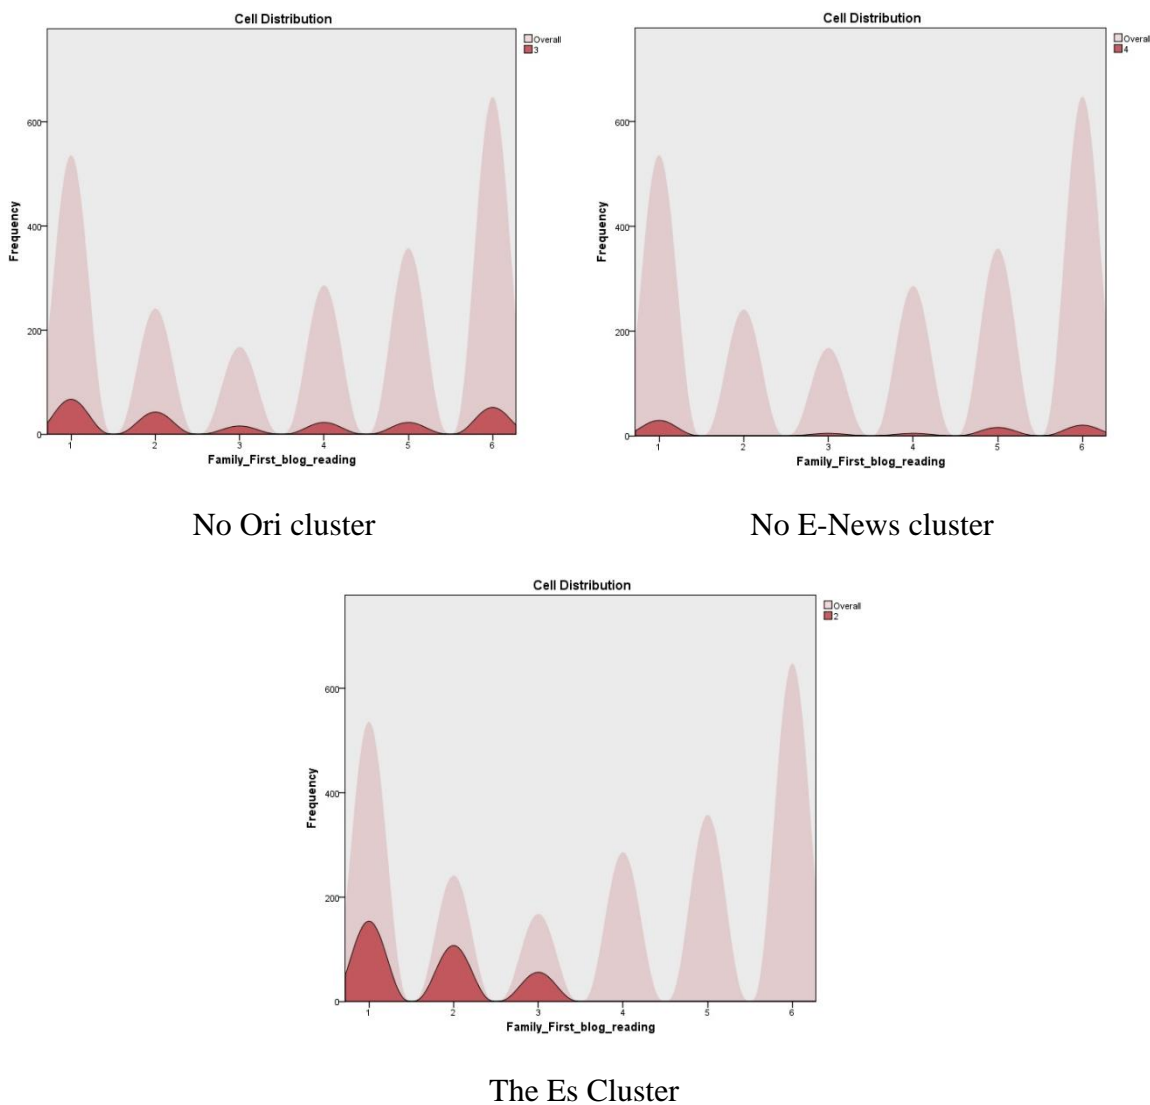 Cell Distribution
Overall
3
Frequency
600
400
200
0
1 2 3 4 5 6
Family_First_blog_reading
No Ori cluster
Cell Distribution
Overall
4
Frequency
600
400
200
0
1 2 3 4 5 6
Family_First_blog_reading
No E-News cluster
Cell Distribution
Overall
2
Frequency
600
400
200
0
1 2 3 4 5 6
Family_First_blog_reading
The Es Cluster